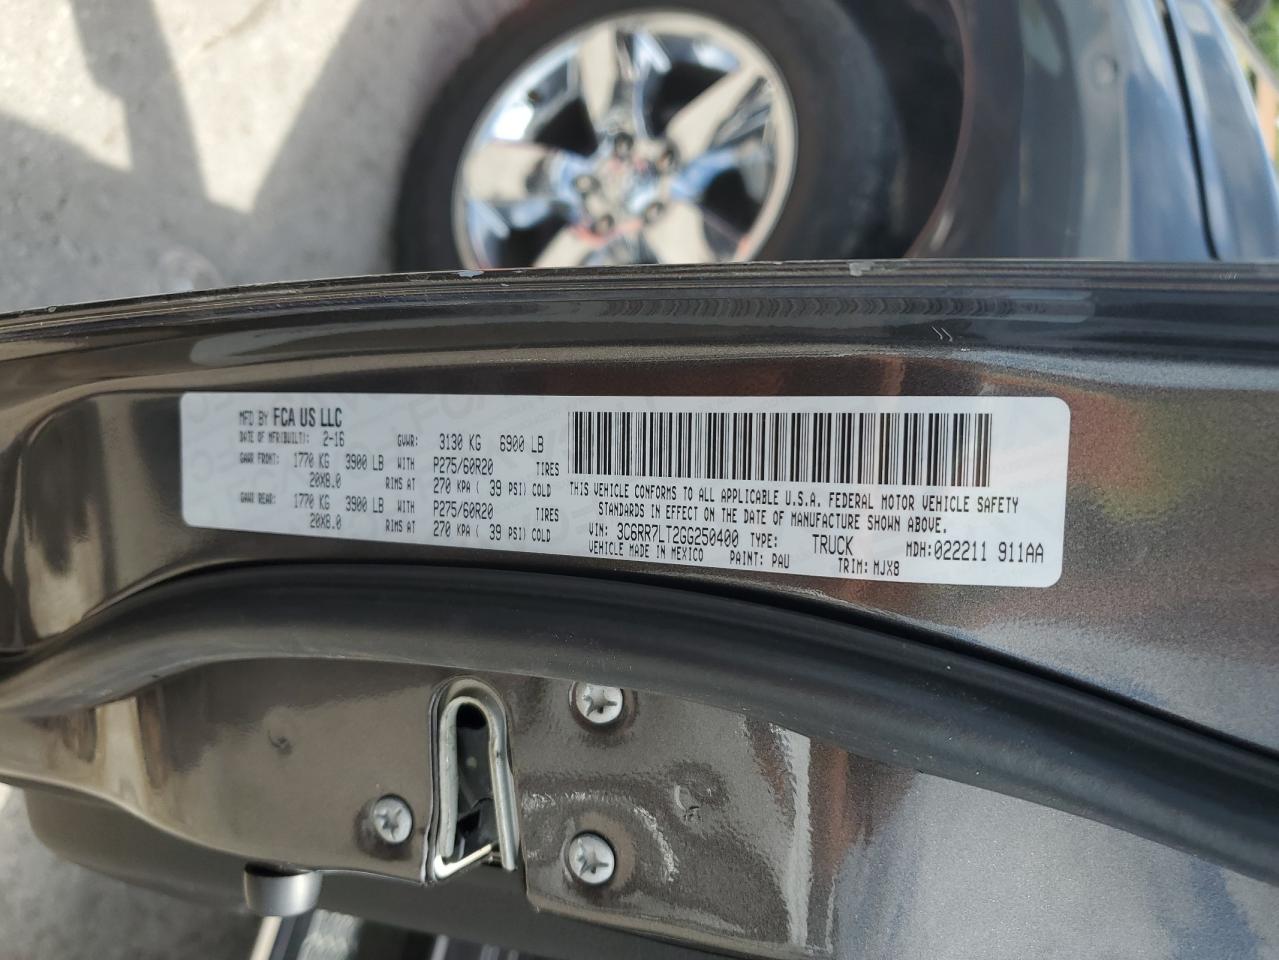 MFD BY FCA US LLC
DATE OF MFR(BUILT): 2-16 GVWR: 3130 KG 6900 LB
GAWR FRONT: 1770 KG 3900 LB WITH P275/60R20 TIRES
20X8.0 RIMS AT 270 KPA ( 39 PSI) COLD
GAWR REAR: 1770 KG 3900 LB WITH P275/60R20 TIRES
20X8.0 RIMS AT 270 KPA ( 39 PSI) COLD
THIS VEHICLE CONFORMS TO ALL APPLICABLE U.S.A. FEDERAL MOTOR VEHICLE SAFETY
STANDARDS IN EFFECT ON THE DATE OF MANUFACTURE SHOWN ABOVE.
VIN: 3C6RR7LT2GG250400 TYPE: TRUCK MDH:022211 911AA
VEHICLE MADE IN MEXICO PAINT: PAU TRIM: MJX8